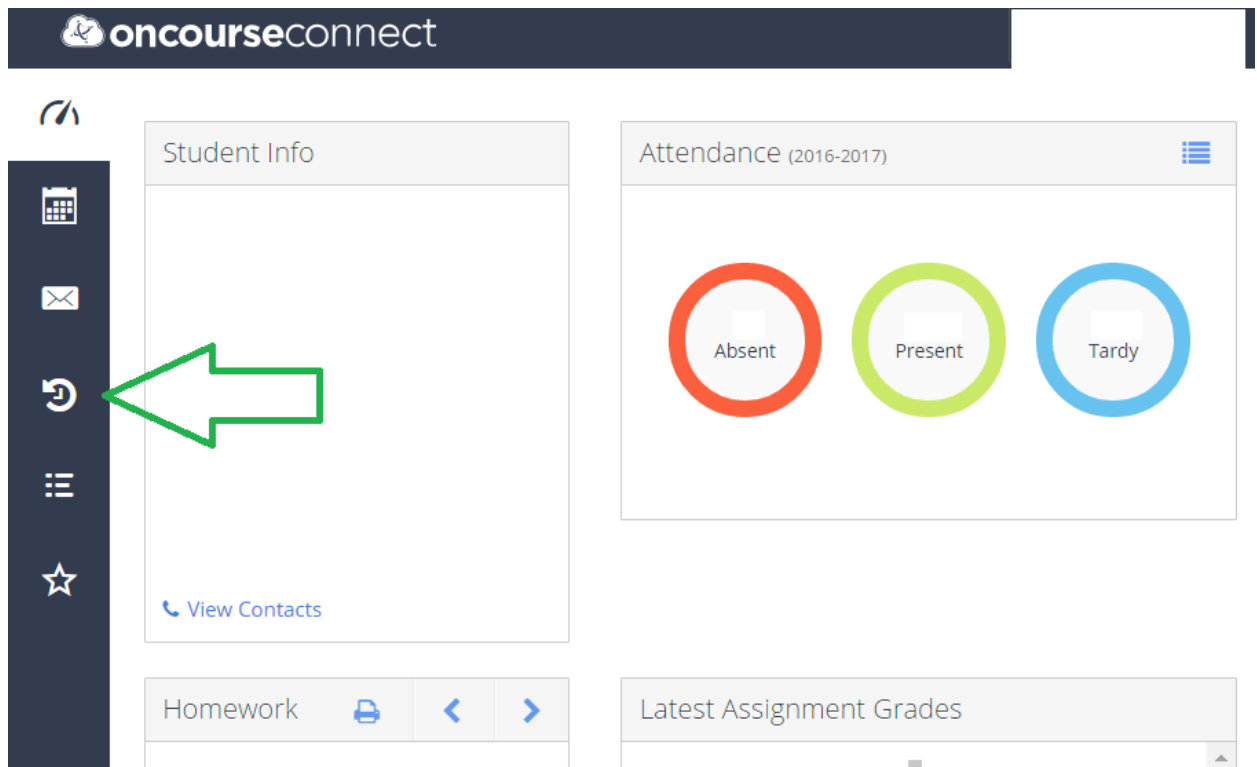 oncourseconnect
Student Info
Attendance (2016-2017)
Absent
Present
Tardy
View Contacts
Homework
Latest Assignment Grades